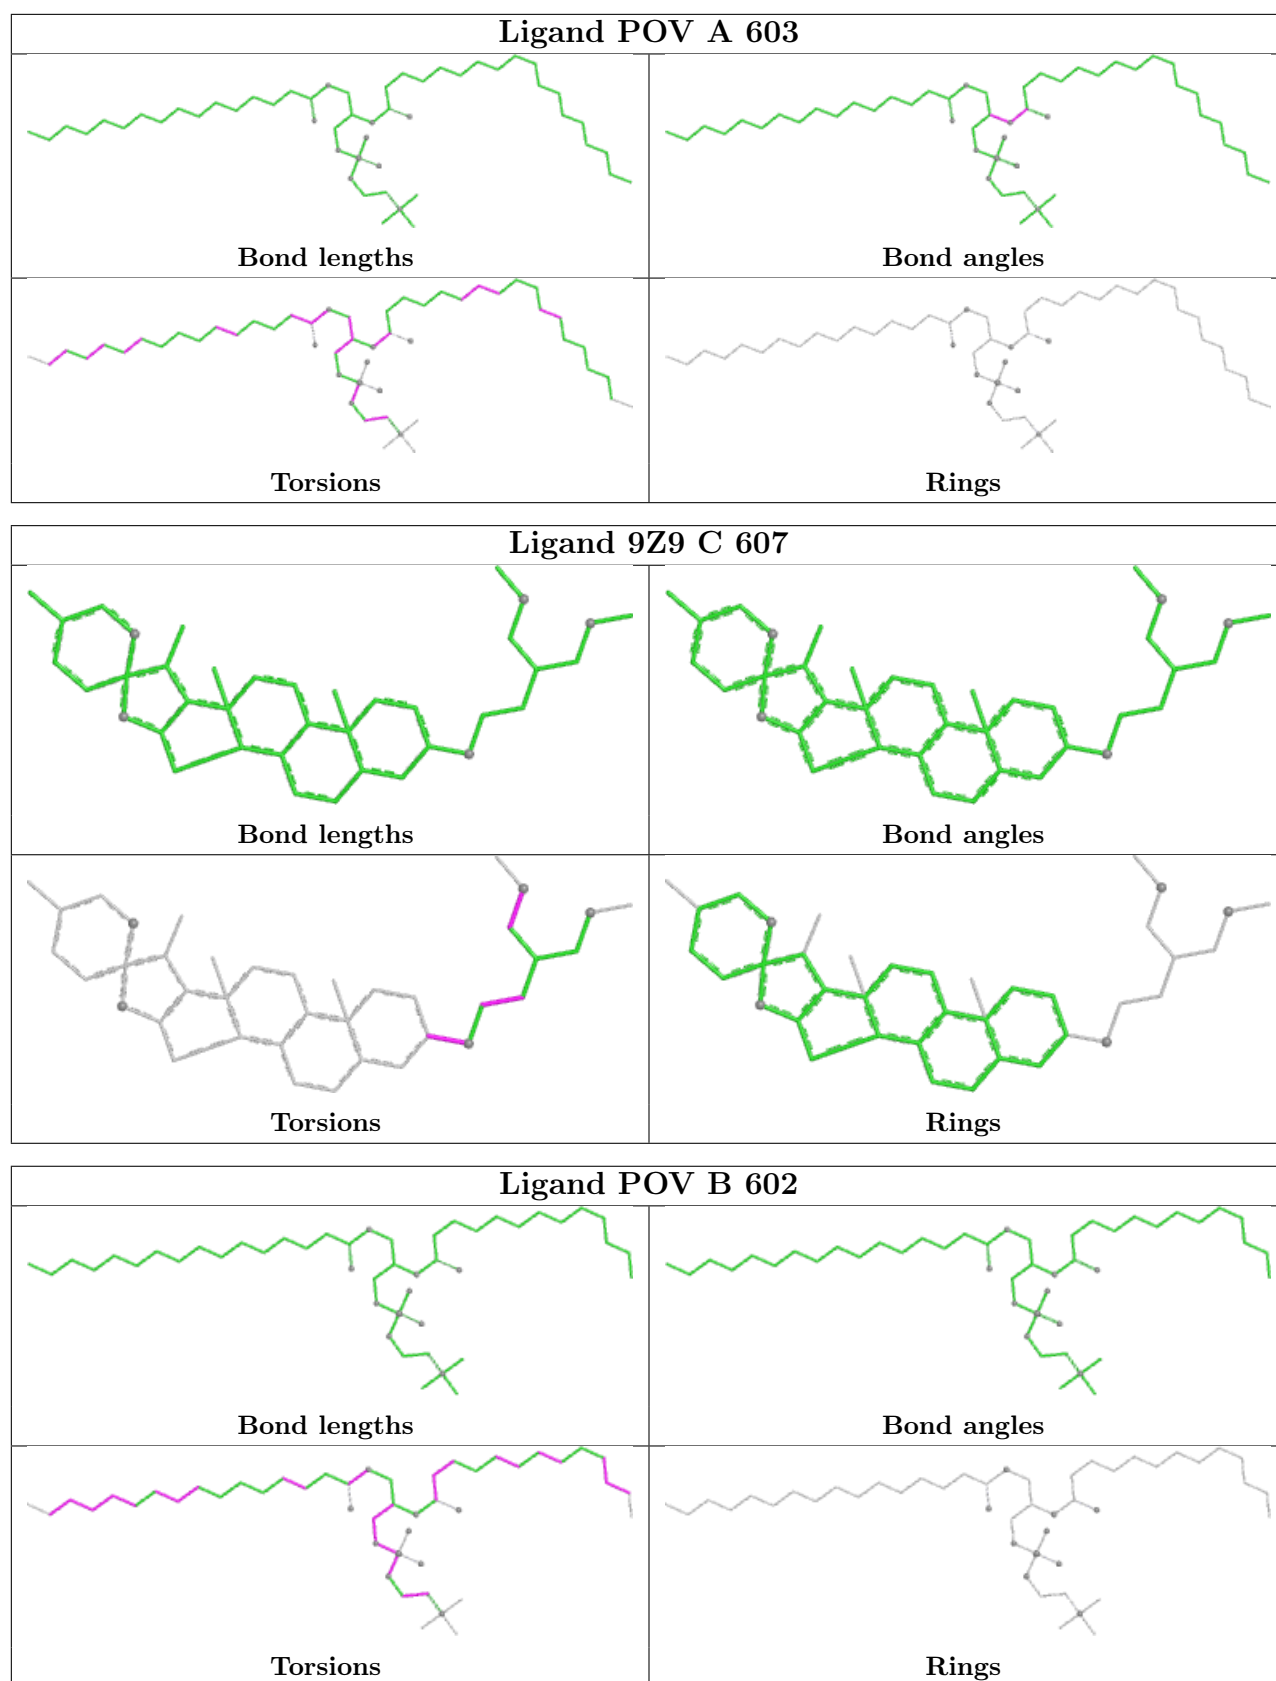 Ligand POV A 603
Bond lengths
Bond angles
Torsions
Rings
Ligand 9Z9 C 607
Bond lengths
Bond angles
Torsions
Rings
Ligand POV B 602
Bond lengths
Bond angles
Torsions
Rings